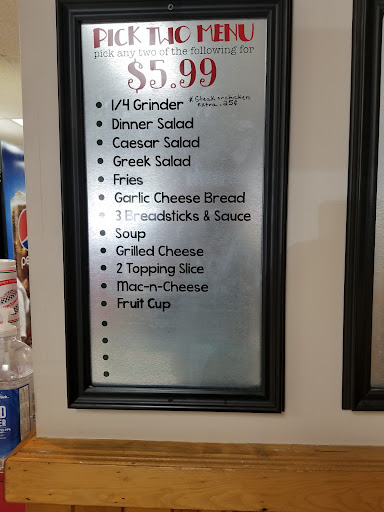 PICK TWO MENU
pick any two of the following for
$5.99
1/4 Grinder * Steak or chicken
extra .25¢
Dinner Salad
Caesar Salad
Greek Salad
Fries
Garlic Cheese Bread
3 Breadsticks & Sauce
Soup
Grilled Cheese
2 Topping Slice
Mac-n-Cheese
Fruit Cup